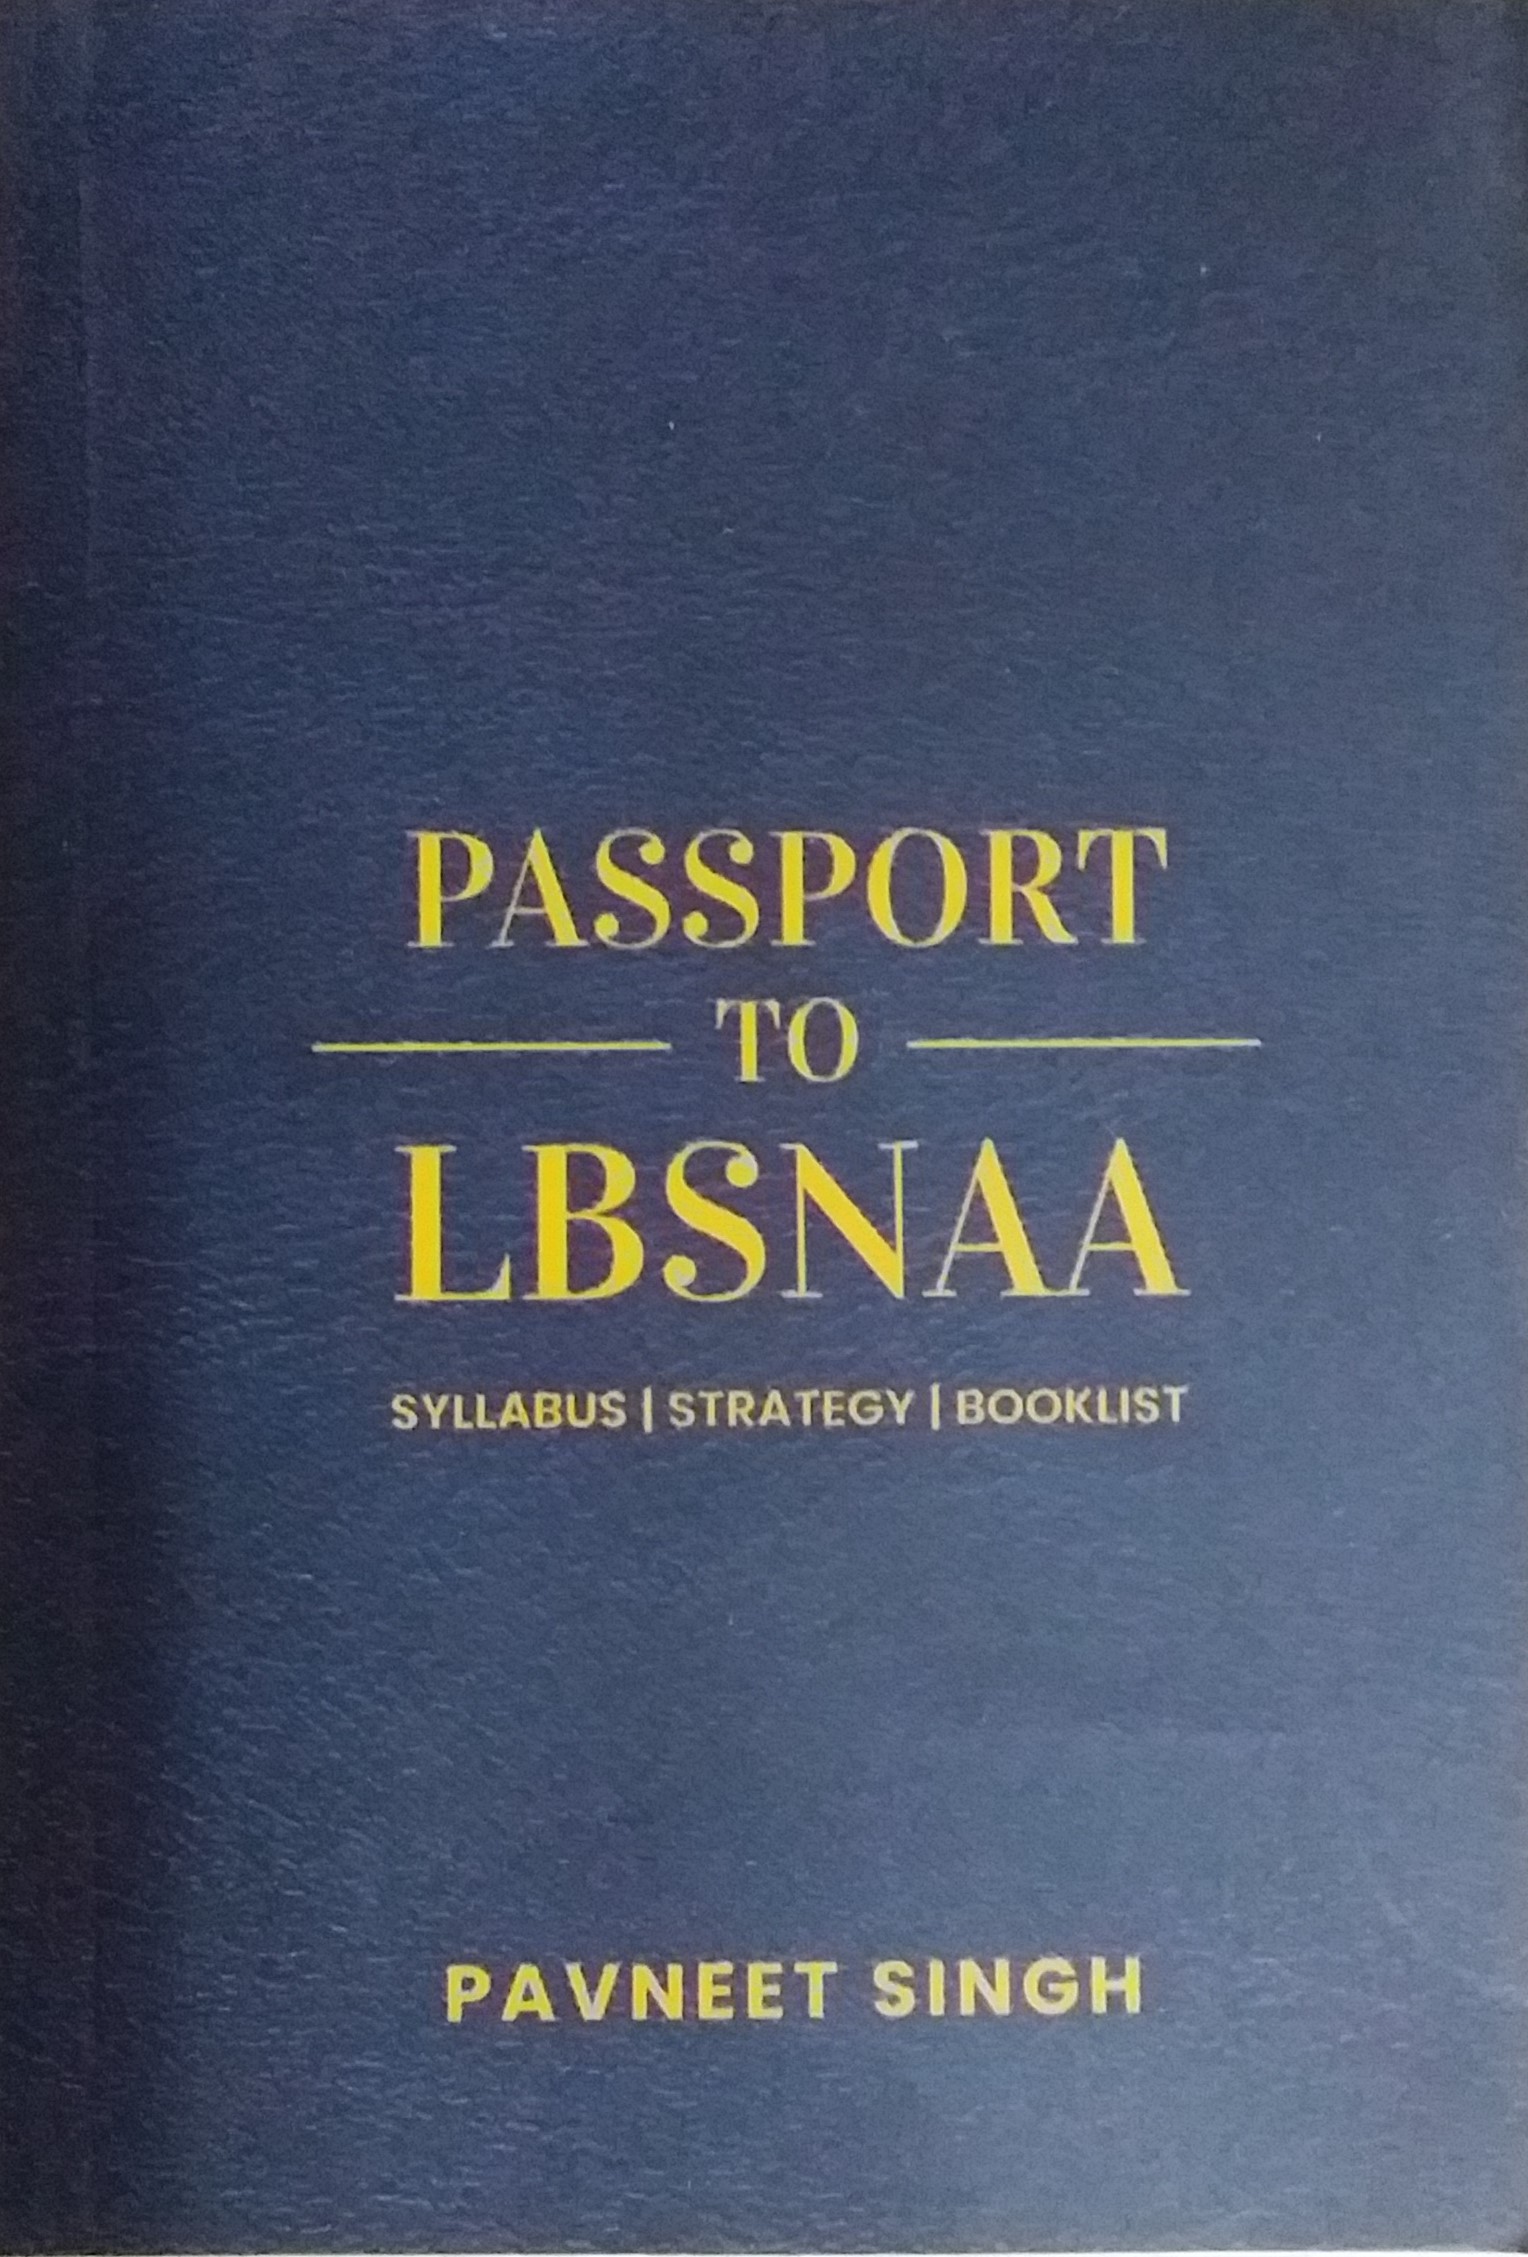 PASSPORT
TO
LBSNAA
SYLLABUS | STRATEGY | BOOKLIST
PAVNEET SINGH